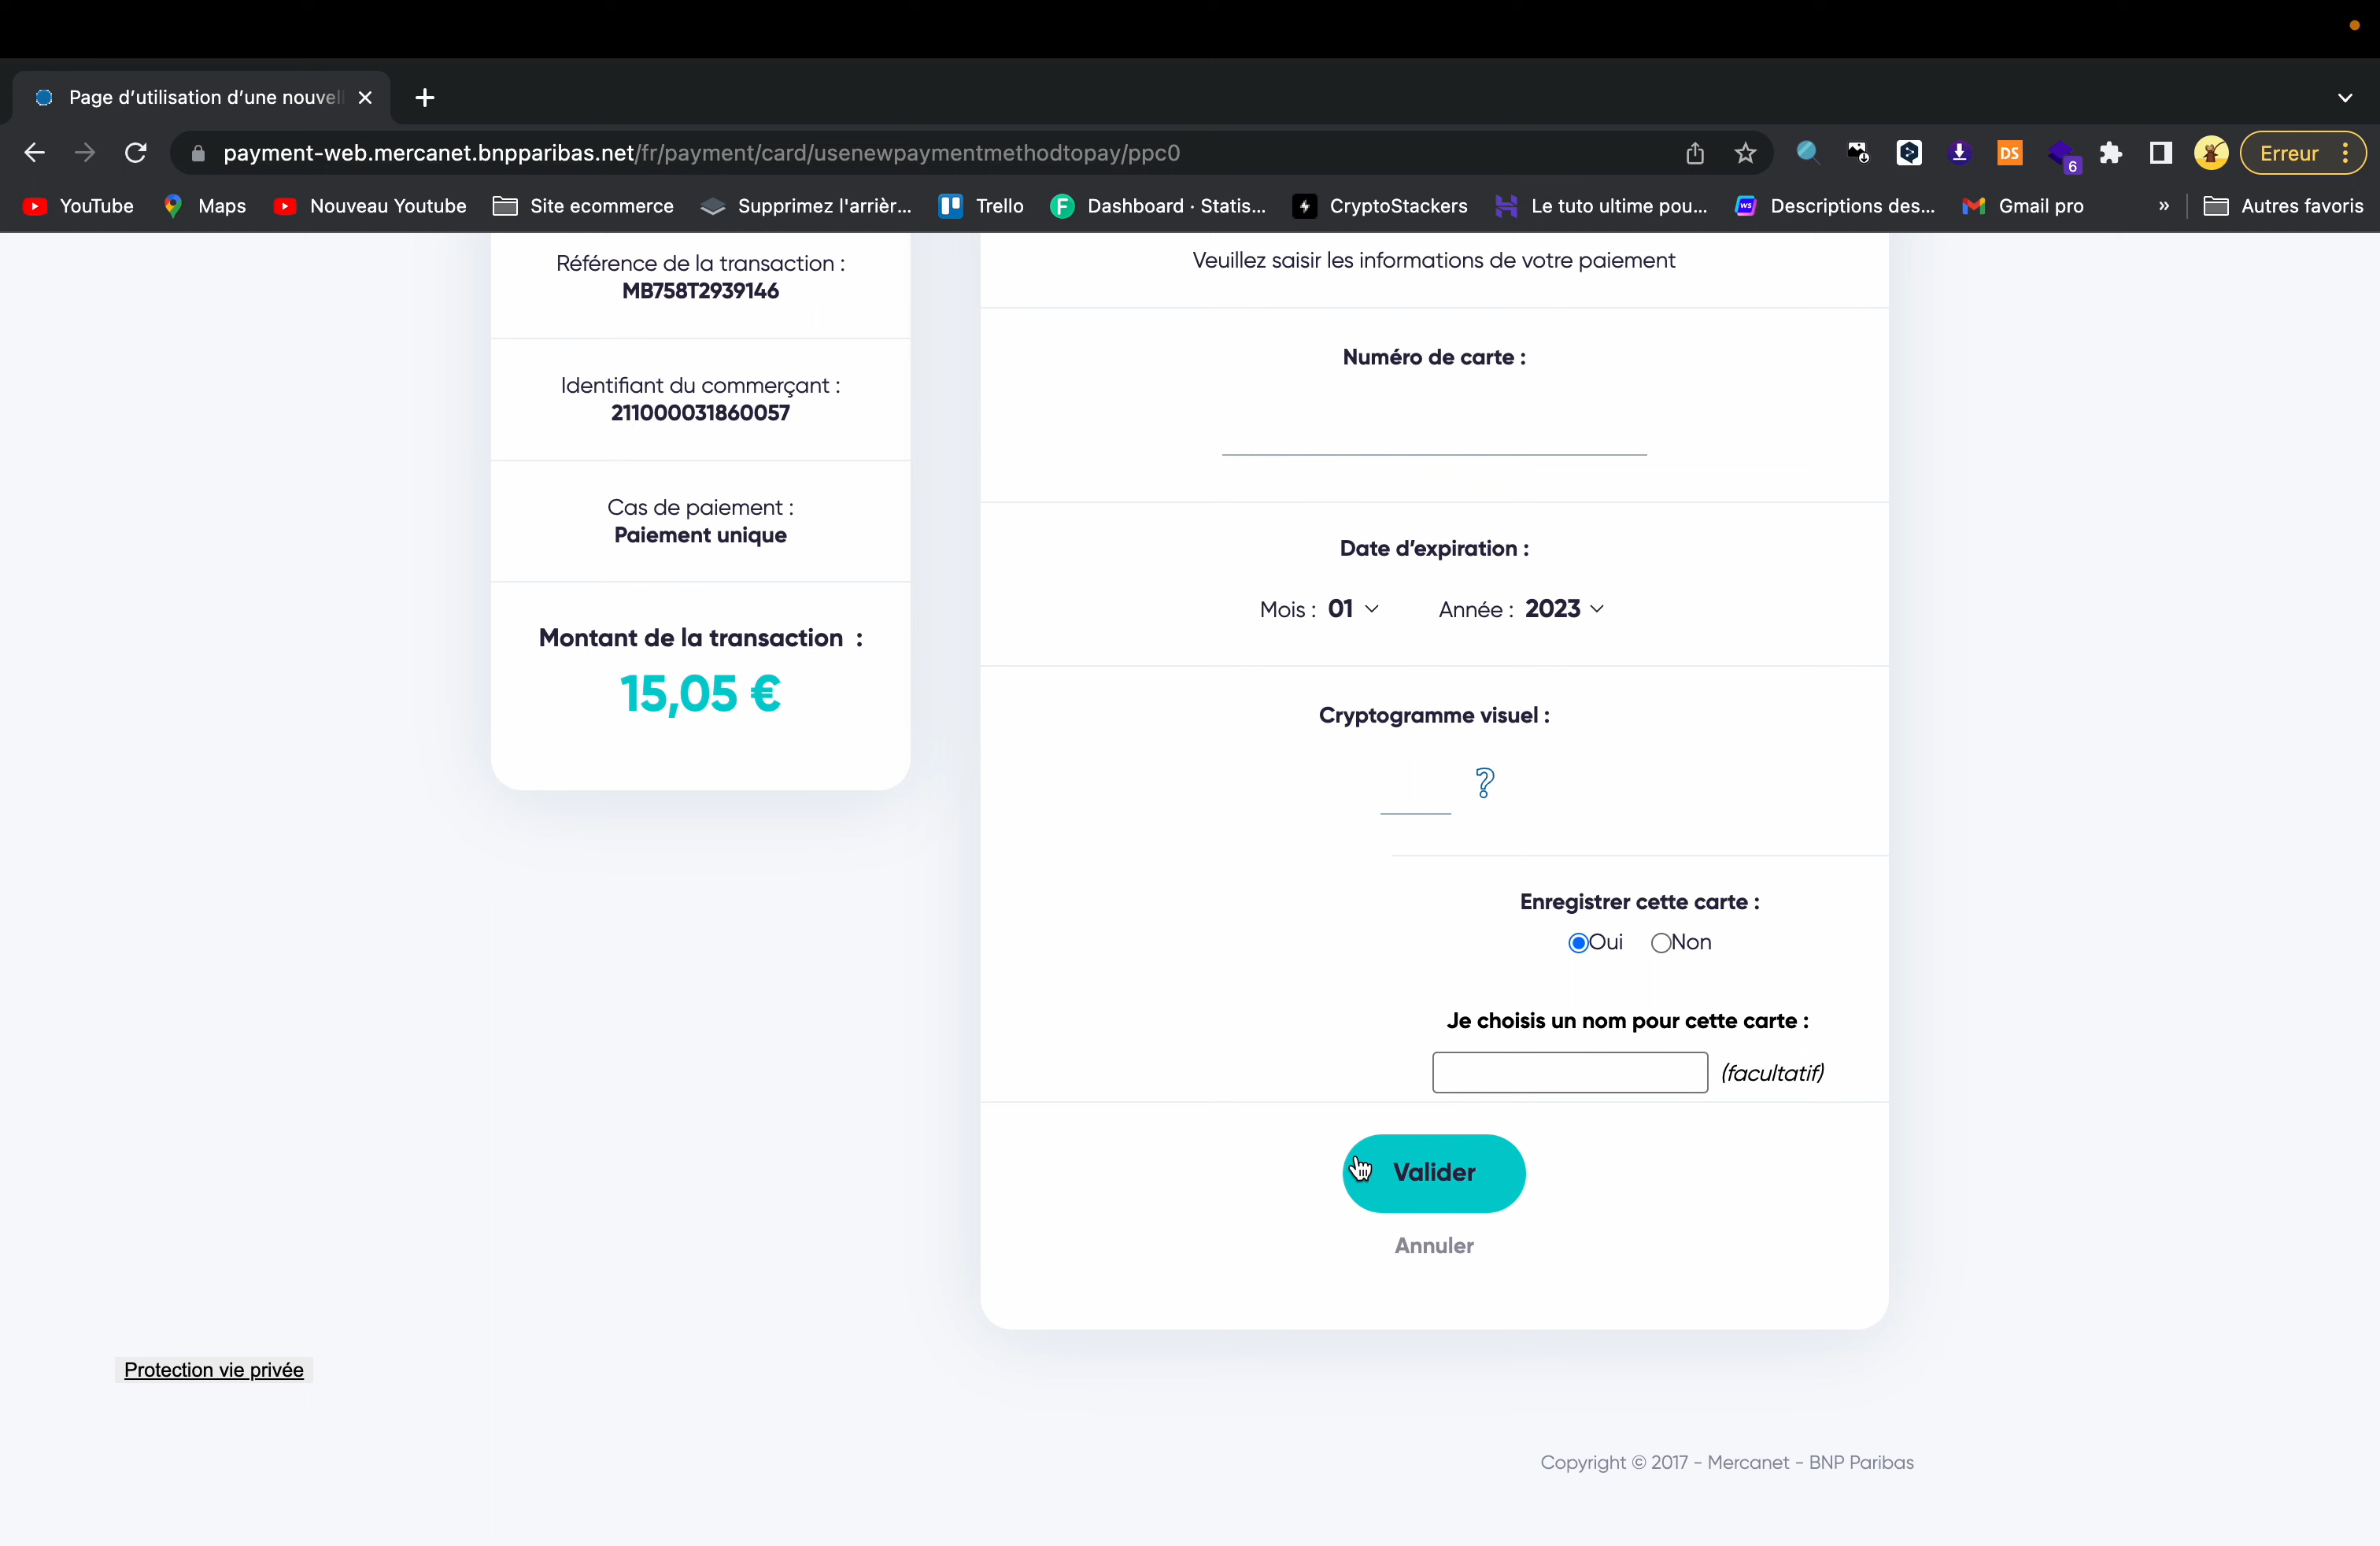 Page d'utilisation d'une nouvel
payment-web.mercanet.bnpparibas.net/fr/payment/card/usenewpaymentmethodtopay/ppc0
DS
6
Erreur
YouTube
Maps
Nouveau Youtube
Site ecommerce
Supprimez l'arrièr...
Trello
F
Dashboard · Statis...
CryptoStackers
Le tuto ultime pou...
ws
Descriptions des...
Gmail pro
»
Autres favoris
Référence de la transaction :
MB758T2939146
Identifiant du commerçant :
211000031860057
Cas de paiement :
Paiement unique
Montant de la transaction :
15,05 €
Veuillez saisir les informations de votre paiement
Numéro de carte :
Date d'expiration :
Mois : 01 Année : 2023
Cryptogramme visuel :
?
Enregistrer cette carte :
Oui Non
Je choisis un nom pour cette carte :
(facultatif)
Valider
Annuler
Protection vie privée
Copyright © 2017 - Mercanet - BNP Paribas